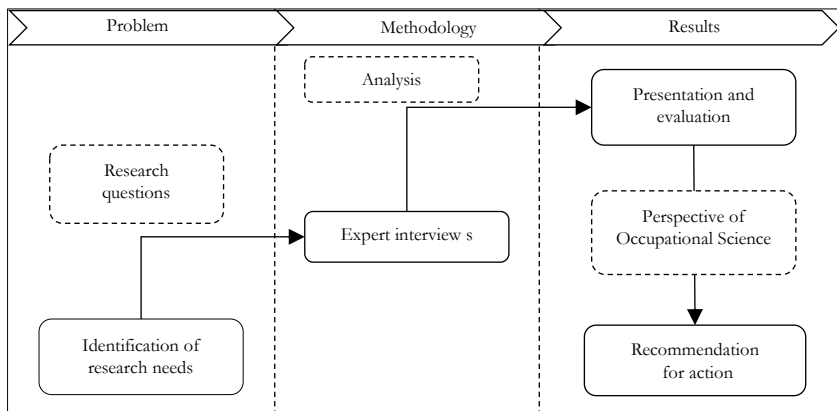 Problem
Methodology
Results
Analysis
Presentation and
evaluation
Research
questions
Expert interview s
Perspective of
Occupational Science
Identification of
research needs
Recommendation
for action